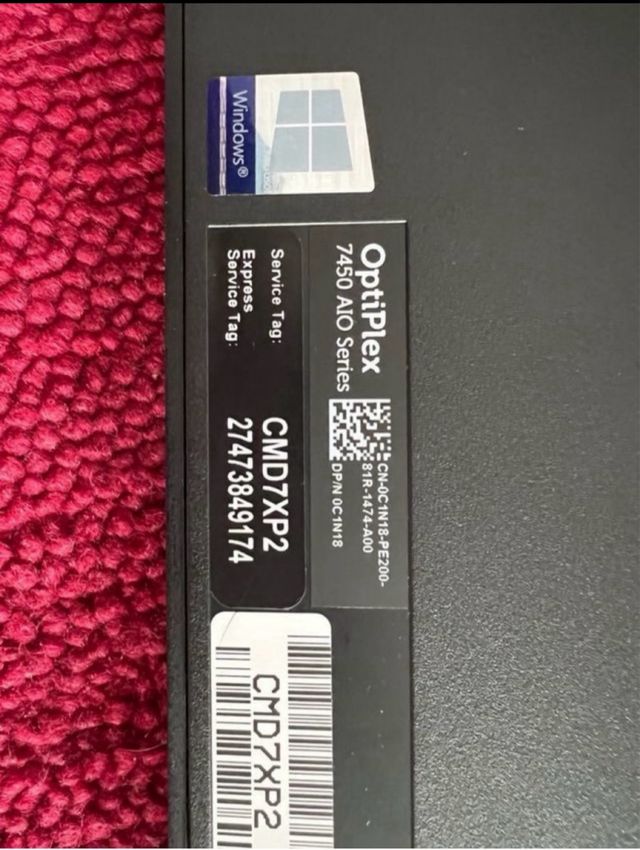 Windows®
OptiPlex
7450 AIO Series
CN-0C1N18-PE200-
81R-1474-A00
DP/N 0C1N18
Service Tag: CMD7XP2
Express
Service Tag: 27473849174
CMD7XP2